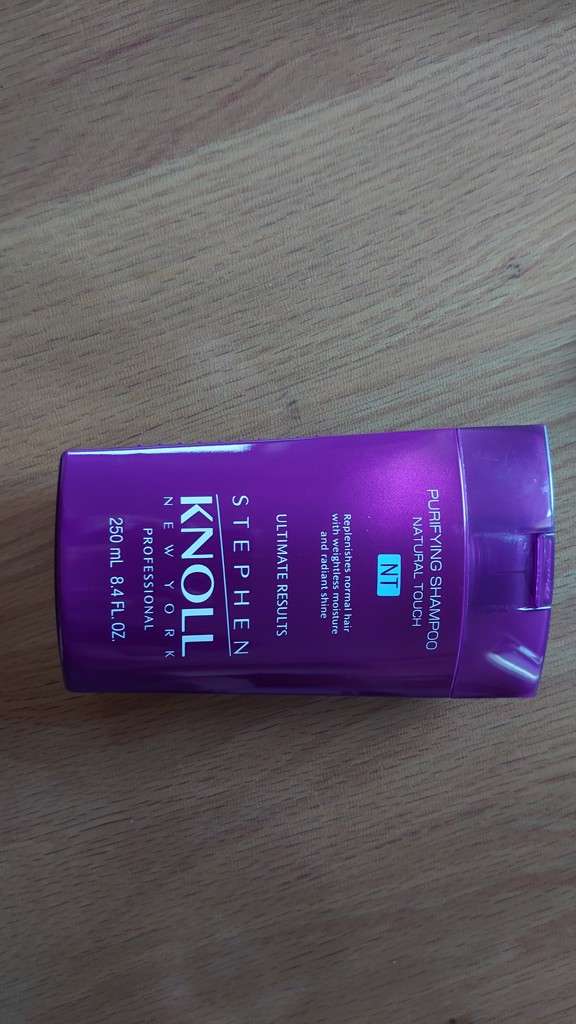 PURIFYING SHAMPOO
NATURAL TOUCH
NT
Replenishes normal hair
with weightless moisture
and radiant shine
ULTIMATE RESULTS
STEPHEN
KNOLL
NEW YORK
PROFESSIONAL
250 mL 8.4 FL. OZ.